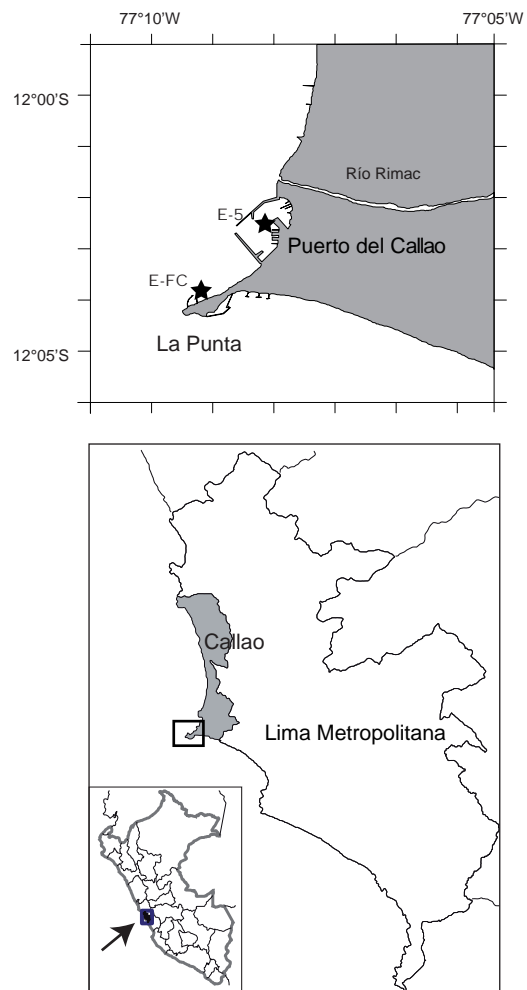 77°10'W 77°05'W
12°00'S
Río Rimac
E-5
Puerto del Callao
E-FC
La Punta
12°05'S
Callao
Lima Metropolitana